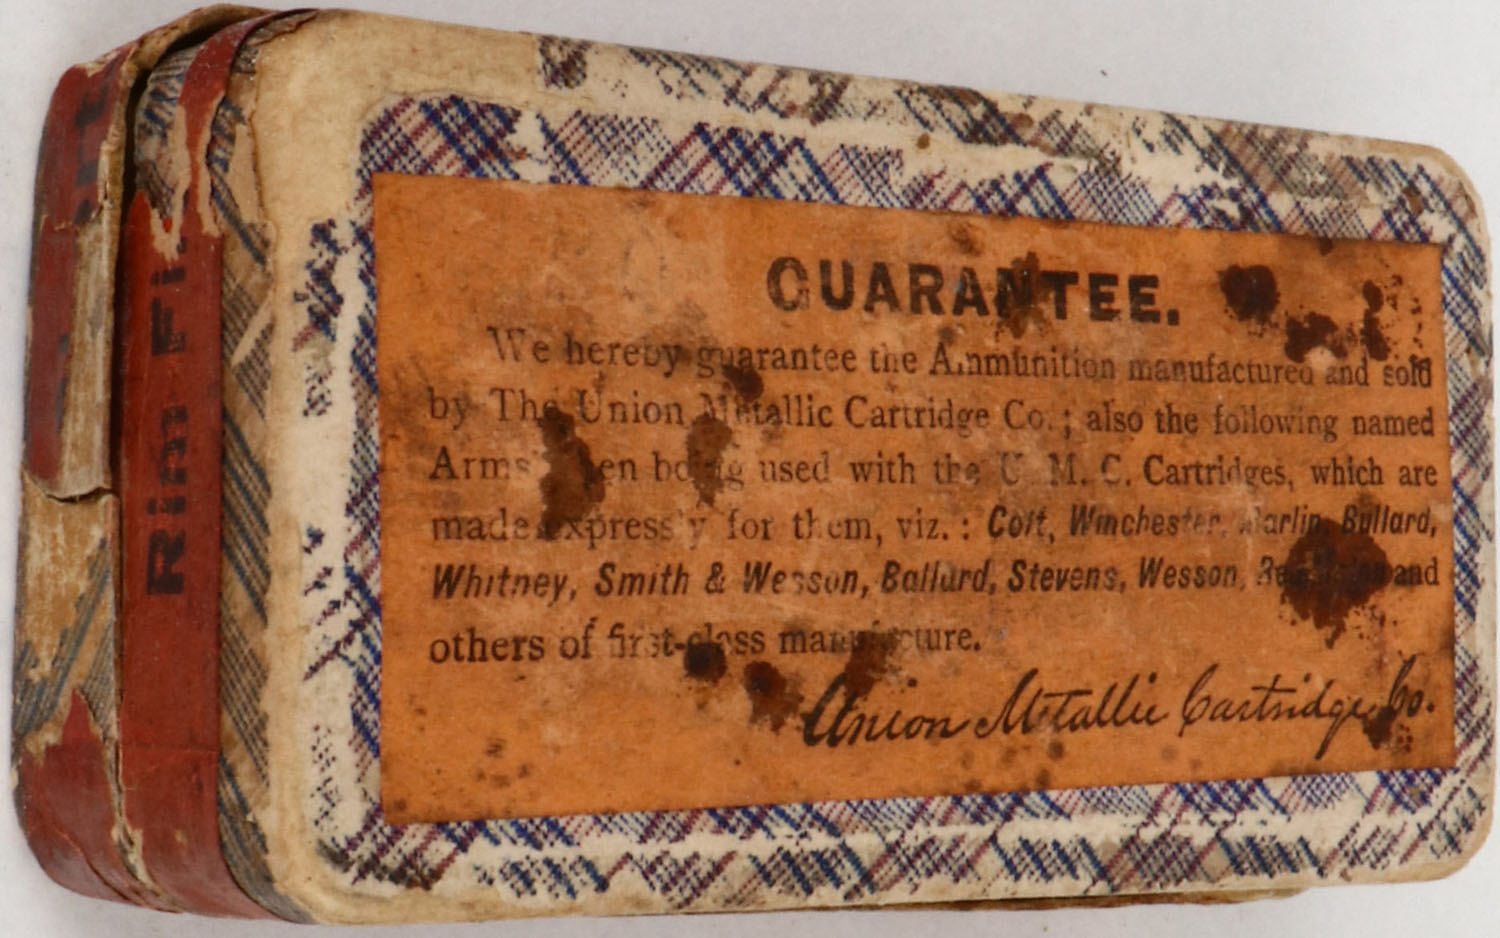 GUARANTEE.
We hereby guarantee the Ammunition manufactured and sold
by The Union Metallic Cartridge Co.; also the following named
Arms when being used with the U. M. C. Cartridges, which are
made expressly for them, viz.: Colt, Winchester, Marlin, Bullard,
Whitney, Smith & Wesson, Ballard, Stevens, Wesson, and
others of first-class manufacture.
Union Metallic Cartridge Co.
Rim Fi